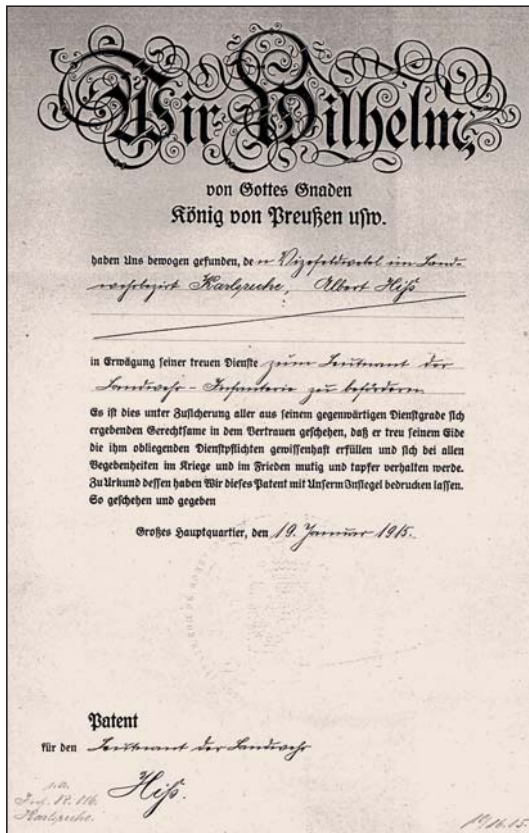 Wir Wilhelm,
von Gottes Gnaden
König von Preußen usw.
haben Uns bewogen gefunden, den Vizefeldwebel im Land-
wehrbezirk Karlsruhe, Albert Hiß
in Erwägung seiner treuen Dienste zum Leutnant der
Landwehr-Infanterie zu befördern.
Es ist dies unter Zusicherung aller aus seinem gegenwärtigen Dienstgrade sich
ergebenden Gerechtsame in dem Vertrauen geschehen, daß er treu seinem Eide
die ihm obliegenden Dienstpflichten gewissenhaft erfüllen und sich bei allen
Begebenheiten im Kriege und im Frieden mutig und tapfer verhalten werde.
Zu Urkund dessen haben Wir dieses Patent mit Unserm Insiegel bedrucken lassen.
So geschehen und gegeben
Großes Hauptquartier, den 19. Januar 1915.
Patent
für den Leutnant der Landwehr
Hiß.
Karlsruhe.